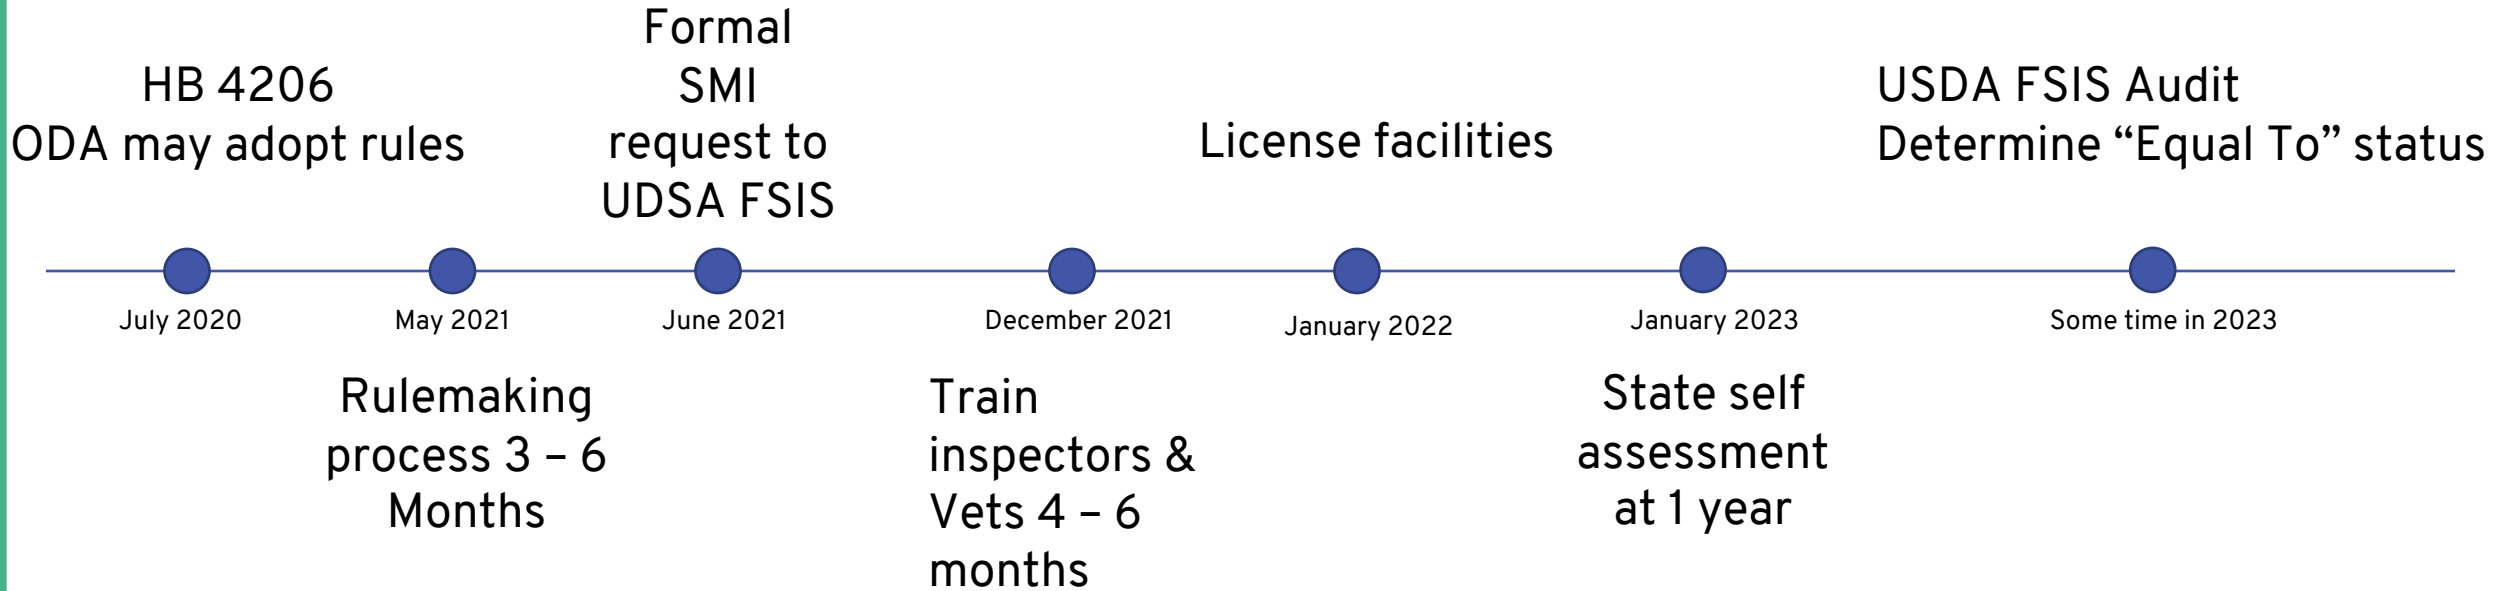 Formal
SMI
request to
UDSA FSIS
HB 4206
ODA may adopt rules
License facilities
USDA FSIS Audit
Determine “Equal To” status
July 2020
May 2021
June 2021
December 2021
January 2022
January 2023
Some time in 2023
Rulemaking
process 3 – 6
Months
Train
inspectors &
Vets 4 – 6
months
State self
assessment
at 1 year